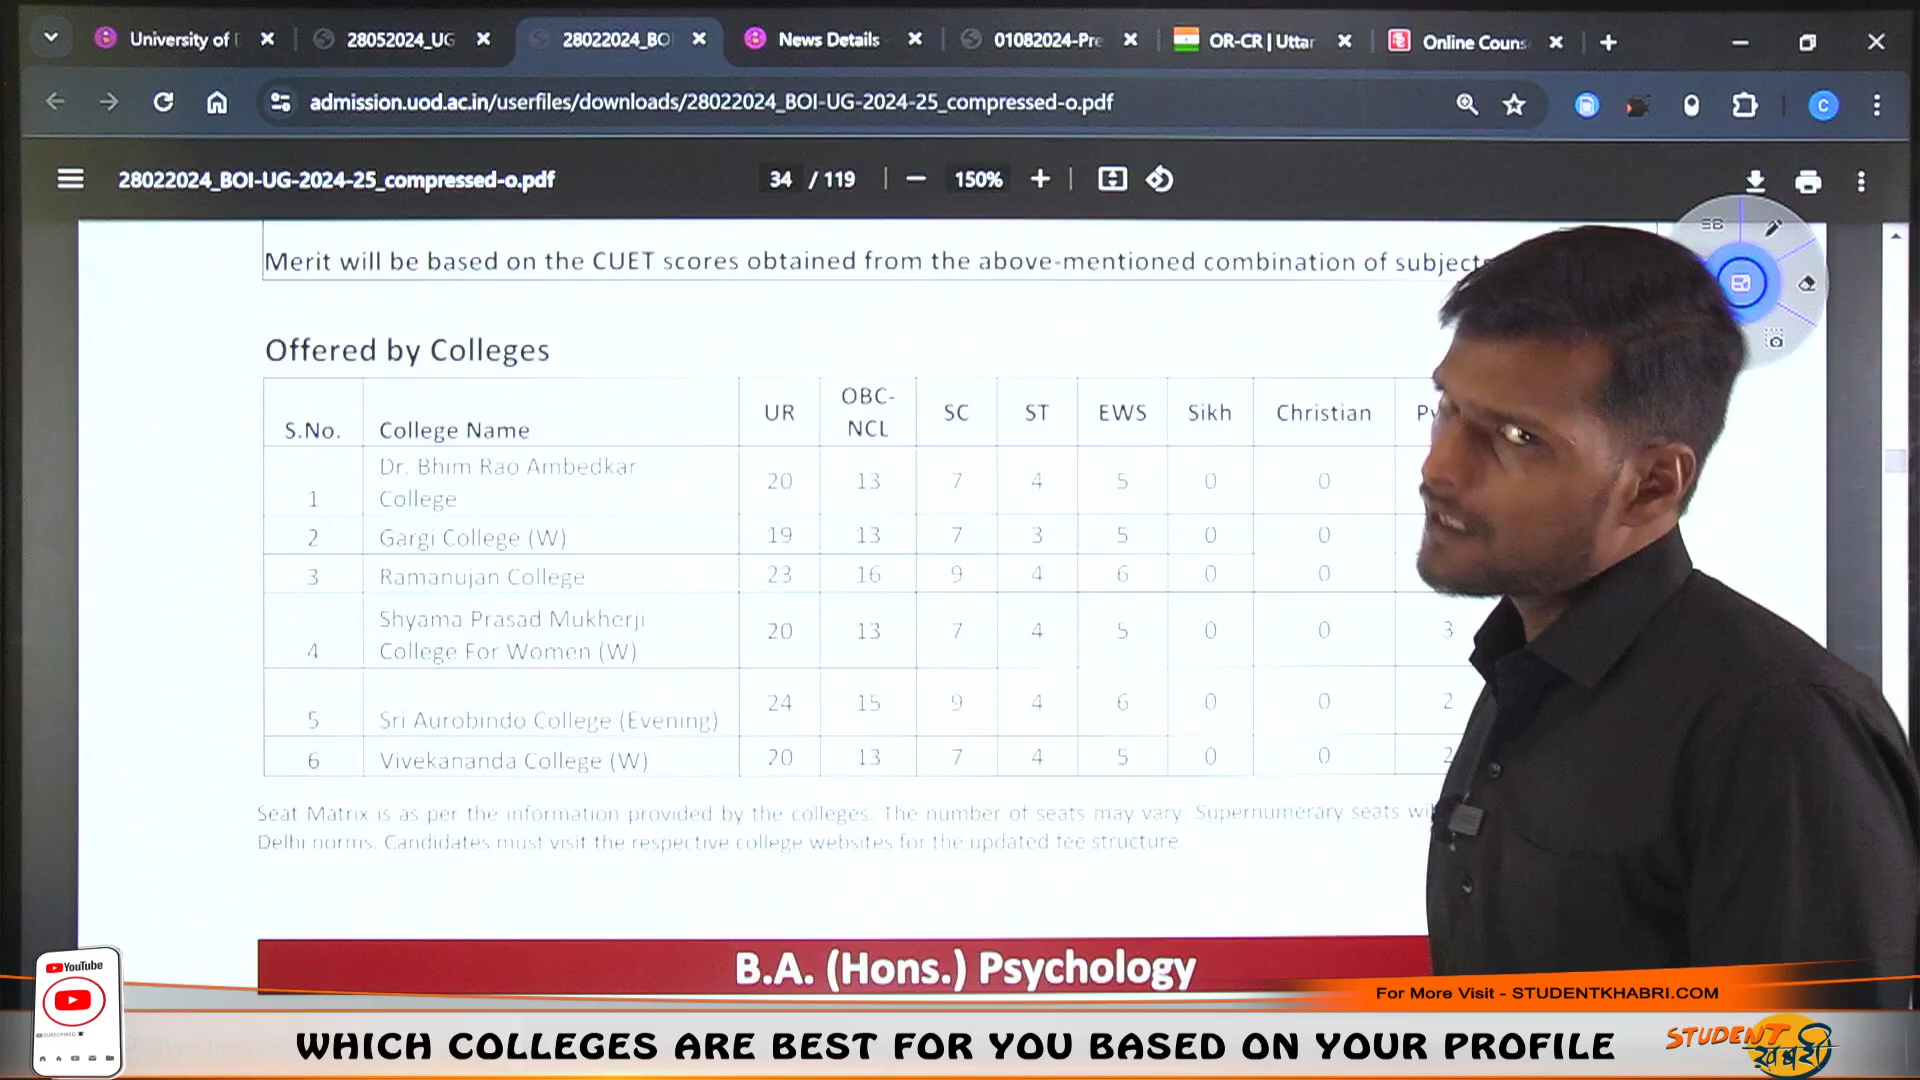 University of
28052024_UG
28022024_BO
News Details
01082024-Pre
OR-CR | Uttar
Online Couns
admission.uod.ac.in/userfiles/downloads/28022024_BOI-UG-2024-25_compressed-o.pdf
C
28022024_BOI-UG-2024-25_compressed-o.pdf
34 / 119
150%
Merit will be based on the CUET scores obtained from the above-mentioned combination of subject
Offered by Colleges
S.No. College Name UR OBC-NCL SC ST EWS Sikh Christian
1 Dr. Bhim Rao Ambedkar College 20 13 7 4 5 0 0
2 Gargi College (W) 19 13 7 3 5 0 0
3 Ramanujan College 23 16 9 4 6 0 0
4 Shyama Prasad Mukherji College For Women (W) 20 13 7 4 5 0 0 3
5 Sri Aurobindo College (Evening) 24 15 9 4 6 0 0 2
6 Vivekananda College (W) 20 13 7 4 5 0 0 2
Seat Matrix is as per the information provided by the colleges. The number of seats may vary. Supernumerary seats wi
Delhi norms. Candidates must visit the respective college websites for the updated fee structure.
B.A. (Hons.) Psychology
YouTube
For More Visit - STUDENTKHABRI.COM
WHICH COLLEGES ARE BEST FOR YOU BASED ON YOUR PROFILE
STUDENT
खबरी